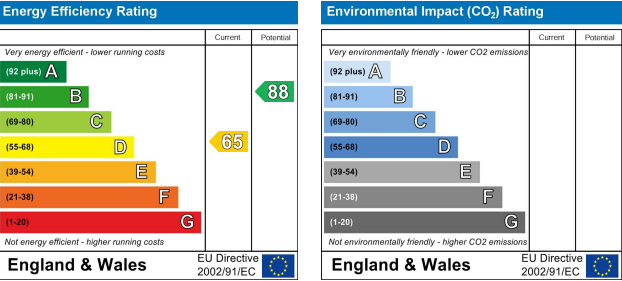 Energy Efficiency Rating
Current Potential
Very energy efficient - lower running costs
(92 plus) A
(81-91) B
88
(69-80) C
(55-68) D
65
(39-54) E
(21-38) F
(1-20) G
Not energy efficient - higher running costs
England & Wales
EU Directive
2002/91/EC
Environmental Impact (CO₂) Rating
Current Potential
Very environmentally friendly - lower CO2 emissions
(92 plus) A
(81-91) B
(69-80) C
(55-68) D
(39-54) E
(21-38) F
(1-20) G
Not environmentally friendly - higher CO2 emissions
England & Wales
EU Directive
2002/91/EC